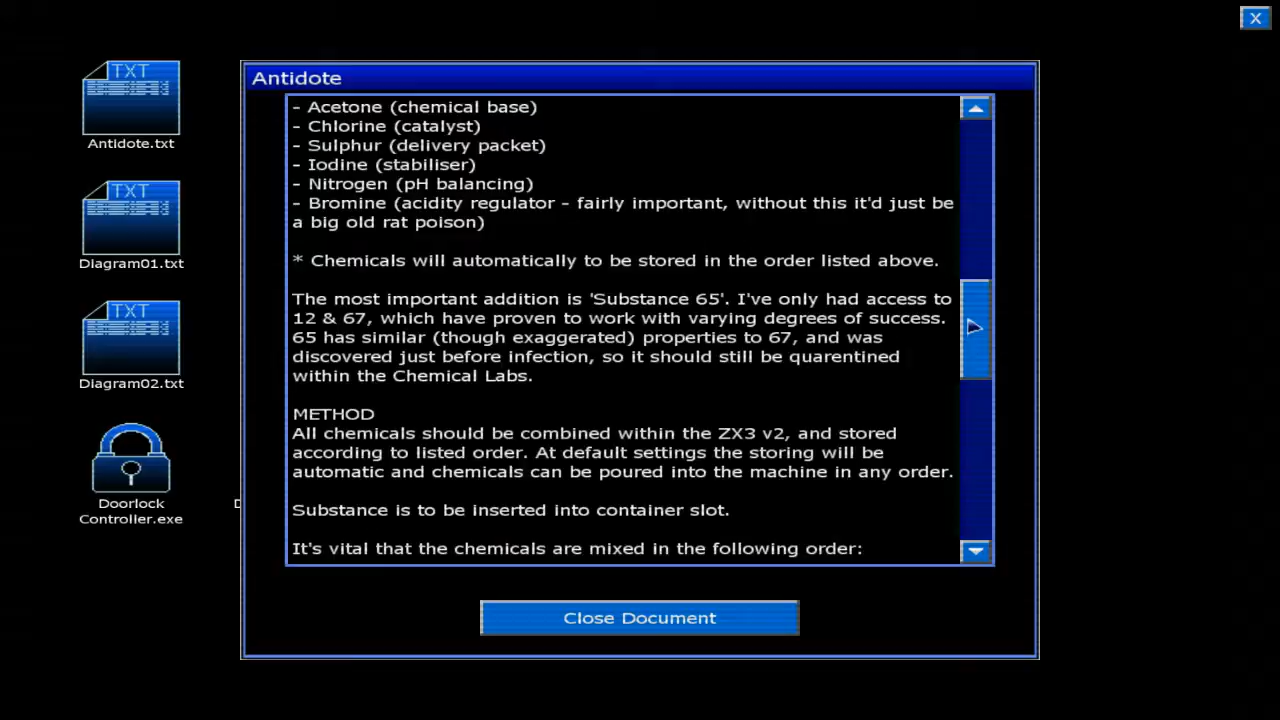 X
TXT
Antidote.txt
TXT
Diagram01.txt
TXT
Diagram02.txt
Doorlock
Controller.exe
Antidote
- Acetone (chemical base)
- Chlorine (catalyst)
- Sulphur (delivery packet)
- Iodine (stabiliser)
- Nitrogen (pH balancing)
- Bromine (acidity regulator - fairly important, without this it'd just be
a big old rat poison)
* Chemicals will automatically to be stored in the order listed above.
The most important addition is 'Substance 65'. I've only had access to
12 & 67, which have proven to work with varying degrees of success.
65 has similar (though exaggerated) properties to 67, and was
discovered just before infection, so it should still be quarentined
within the Chemical Labs.
METHOD
All chemicals should be combined within the ZX3 v2, and stored
according to listed order. At default settings the storing will be
automatic and chemicals can be poured into the machine in any order.
Substance is to be inserted into container slot.
It's vital that the chemicals are mixed in the following order:
Close Document